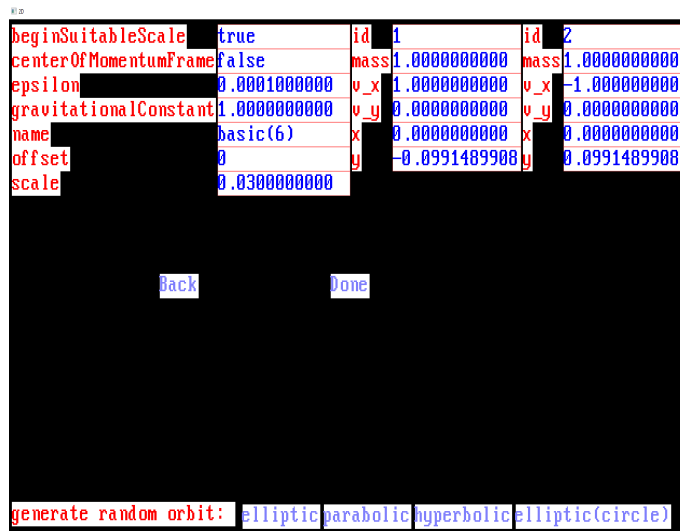 2D
beginSuitableScale true id 1 id 2
centerOfMomentumFrame false mass 1.0000000000 mass 1.0000000000
epsilon 0.0001000000 v_x 1.0000000000 v_x -1.000000000
gravitationalConstant 1.0000000000 v_y 0.0000000000 v_y 0.0000000000
name basic(6) x 0.0000000000 x 0.0000000000
offset 0 y -0.0991489908 y 0.0991489908
scale 0.0300000000
Back Done
generate random orbit: elliptic parabolic hyperbolic elliptic(circle)